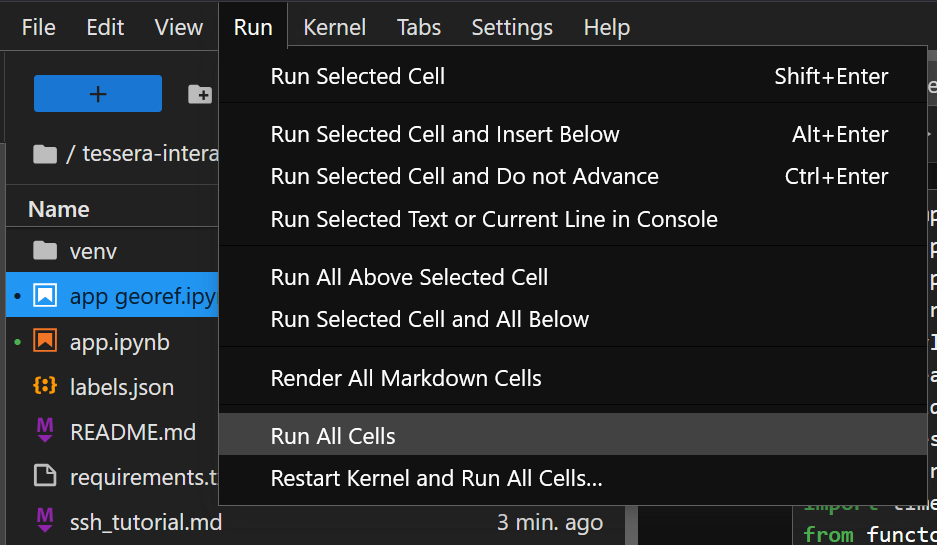 File Edit View Run Kernel Tabs Settings Help
Run Selected Cell Shift+Enter
Run Selected Cell and Insert Below Alt+Enter
Run Selected Cell and Do not Advance Ctrl+Enter
Run Selected Text or Current Line in Console
Run All Above Selected Cell
Run Selected Cell and All Below
Render All Markdown Cells
Run All Cells
Restart Kernel and Run All Cells...
+
/ tessera-intera
Name
venv
app georef.ipy
app.ipynb
labels.json
README.md
requirements.t
ssh_tutorial.md 3 min. ago
import time
from functo